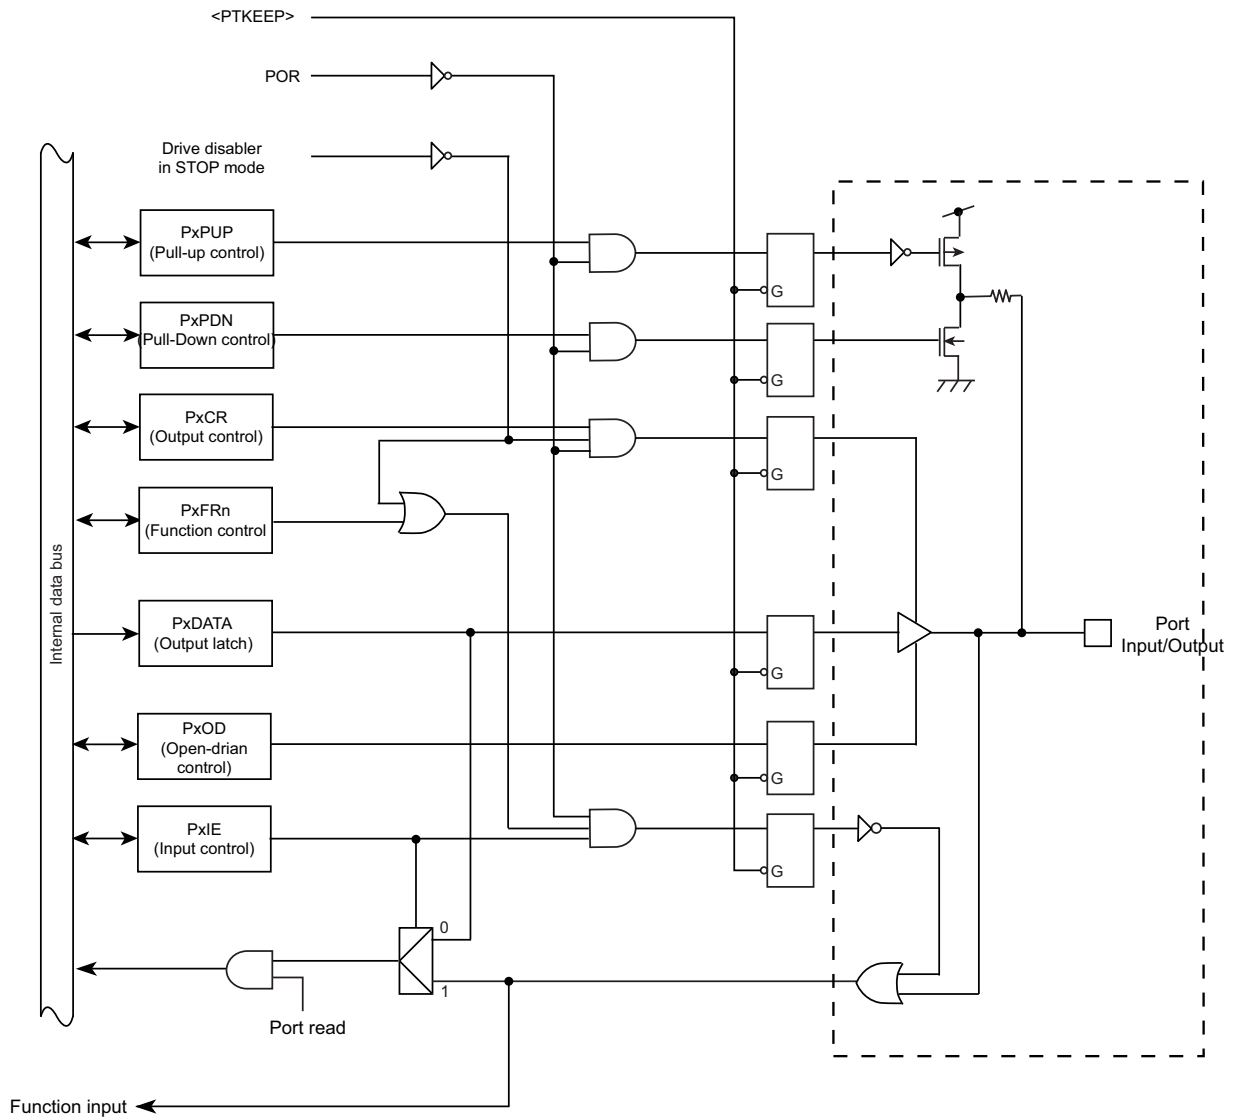 <PTKEEP>
POR
Drive disabler
in STOP mode
PxPUP
(Pull-up control)
G
PxPDN
(Pull-Down control)
G
PxCR
(Output control)
G
PxFRn
(Function control
Internal data bus
PxDATA
(Output latch)
G
Port
Input/Output
PxOD
(Open-drian
control)
G
PxIE
(Input control)
G
0
1
Port read
Function input